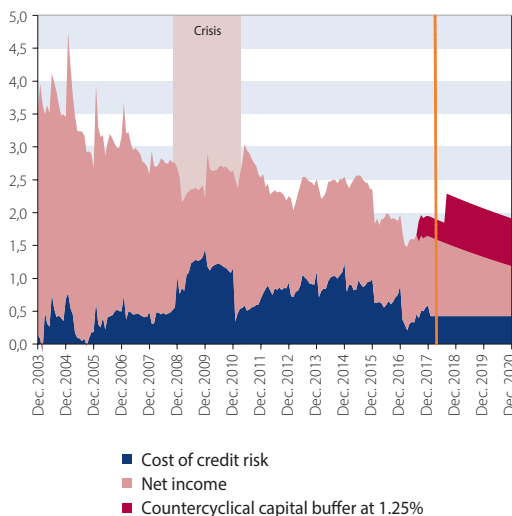 5,0
4,5
4,0
3,5
3,0
2,5
2,0
1,5
1,0
0,5
0,0
Crisis
Dec. 2003
Dec. 2004
Dec. 2005
Dec. 2006
Dec. 2007
Dec. 2008
Dec. 2009
Dec. 2010
Dec. 2011
Dec. 2012
Dec. 2013
Dec. 2014
Dec. 2015
Dec. 2016
Dec. 2017
Dec. 2018
Dec. 2019
Dec. 2020
Cost of credit risk
Net income
Countercyclical capital buffer at 1.25%